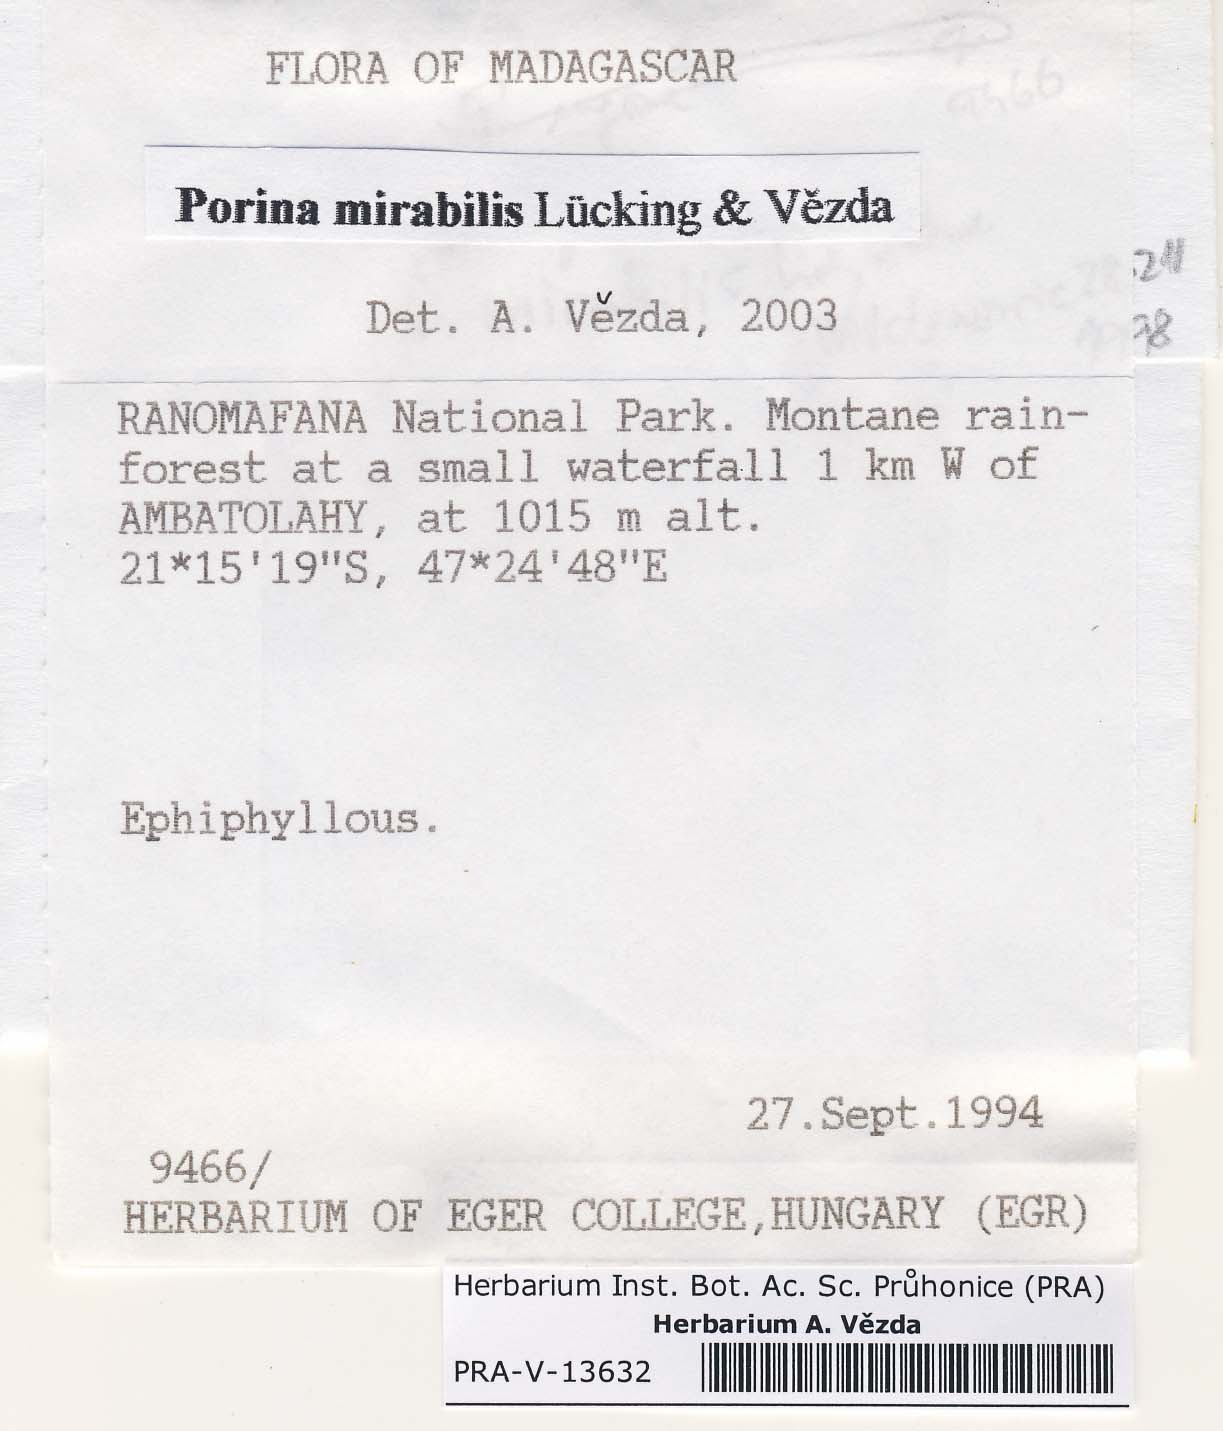 FLORA OF MADAGASCAR
9466
Porina mirabilis Lücking & Vězda
Det. A. Vězda, 2003
RANOMAFANA National Park. Montane rain-
forest at a small waterfall 1 km W of
AMBATOLAHY, at 1015 m alt.
21*15'19"S, 47*24'48"E
Ephiphyllous.
27.Sept.1994
9466/
HERBARIUM OF EGER COLLEGE,HUNGARY (EGR)
Herbarium Inst. Bot. Ac. Sc. Průhonice (PRA)
Herbarium A. Vězda
PRA-V-13632